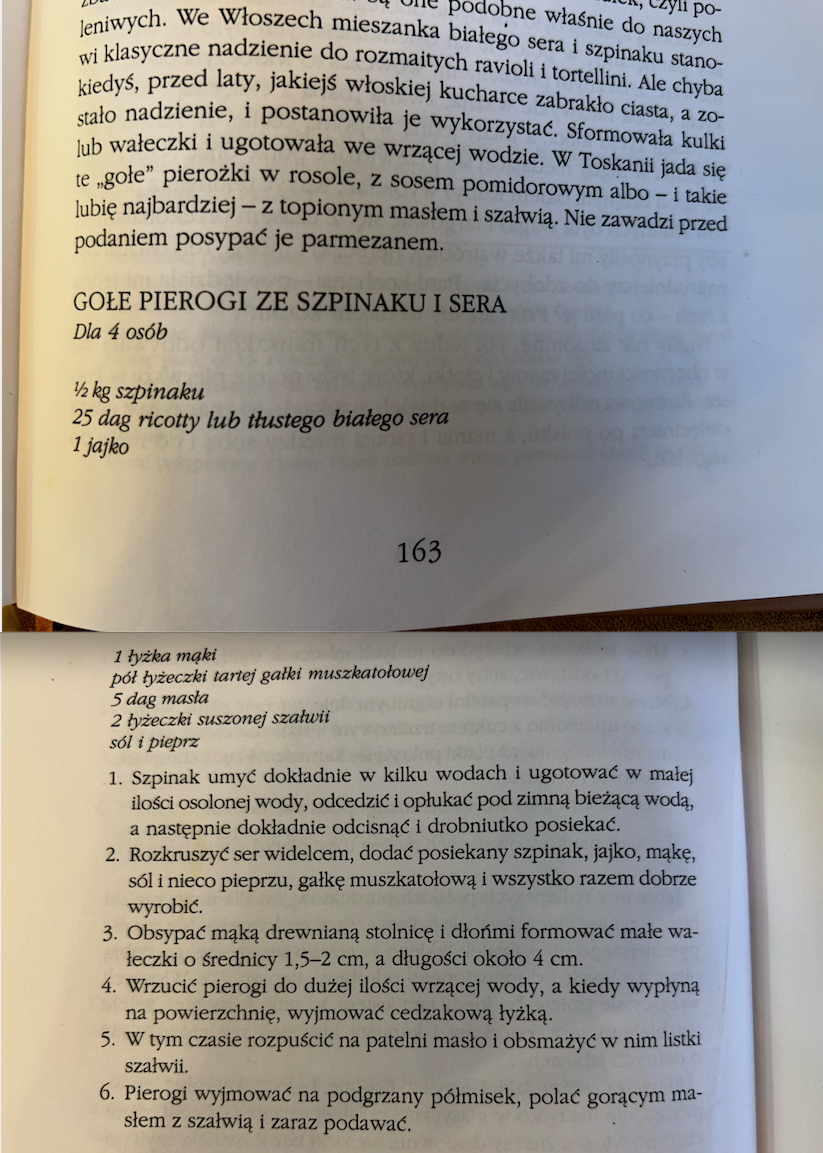 one podobne właśnie do naszych
leniwych. We Włoszech mieszanka białego sera i szpinaku stano-
wi klasyczne nadzienie do rozmaitych ravioli i tortellini. Ale chyba
kiedyś, przed laty, jakiejś włoskiej kucharce zabrakło ciasta, a zo-
stało nadzienie, i postanowiła je wykorzystać. Sformowała kulki
lub wałeczki i ugotowała we wrzącej wodzie. W Toskanii jada się
te „gołe” pierożki w rosole, z sosem pomidorowym albo – i takie
lubię najbardziej – z topionym masłem i szałwią. Nie zawadzi przed
podaniem posypać je parmezanem.
GOŁE PIEROGI ZE SZPINAKU I SERA
Dla 4 osób
½ kg szpinaku
25 dag ricotty lub tłustego białego sera
1 jajko
163
1 łyżka mąki
pół łyżeczki tartej gałki muszkatołowej
5 dag masła
2 łyżeczki suszonej szałwii
sól i pieprz
1. Szpinak umyć dokładnie w kilku wodach i ugotować w małej
ilości osolonej wody, odcedzić i opłukać pod zimną bieżącą wodą,
a następnie dokładnie odcisnąć i drobniutko posiekać.
2. Rozkruszyć ser widelcem, dodać posiekany szpinak, jajko, mąkę,
sól i nieco pieprzu, gałkę muszkatołową i wszystko razem dobrze
wyrobić.
3. Obsypać mąką drewnianą stolnicę i dłońmi formować małe wa-
łeczki o średnicy 1,5–2 cm, a długości około 4 cm.
4. Wrzucić pierogi do dużej ilości wrzącej wody, a kiedy wypłyną
na powierzchnię, wyjmować cedzakową łyżką.
5. W tym czasie rozpuścić na patelni masło i obsmażyć w nim listki
szałwii.
6. Pierogi wyjmować na podgrzany półmisek, polać gorącym ma-
słem z szałwią i zaraz podawać.